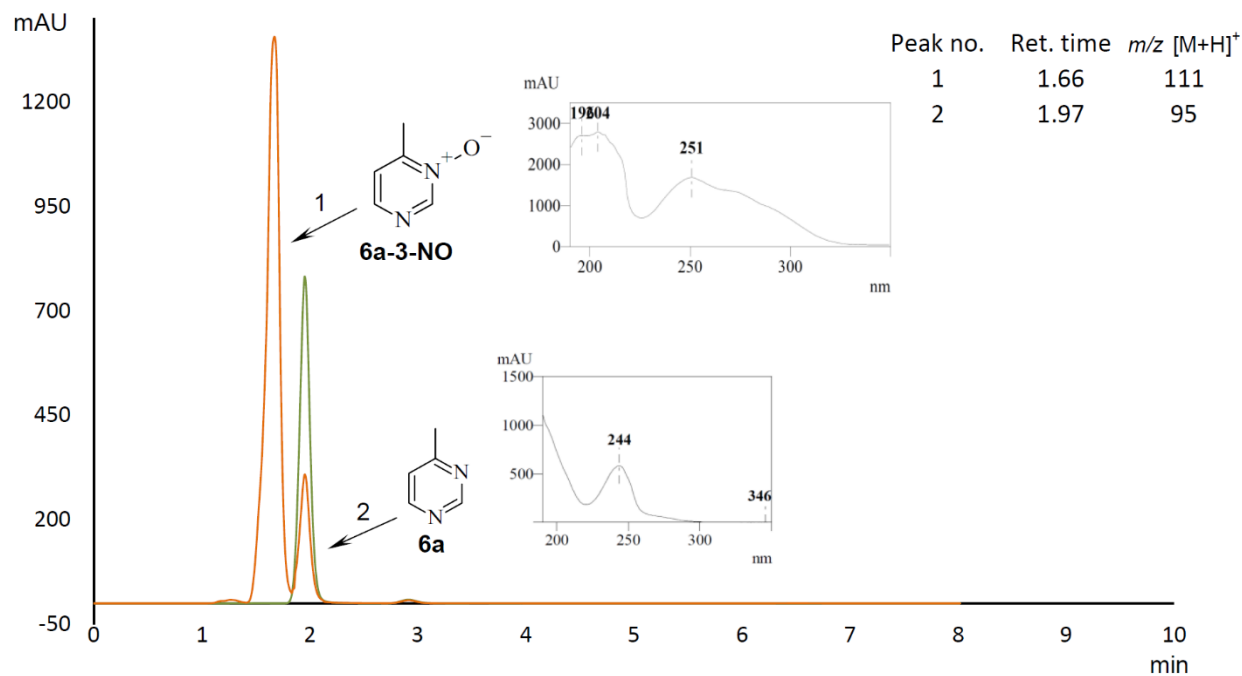 mAU
1200
950
700
450
200
-50
0 1 2 3 4 5 6 7 8 9 10
min
1
N+
O−
N
6a-3-NO
2
N
N
6a
mAU
3000
2000
1000
0
204
251
200 250 300
nm
mAU
1500
1000
500
244
346
200 250 300
nm
Peak no. Ret. time m/z [M+H]+
1 1.66 111
2 1.97 95